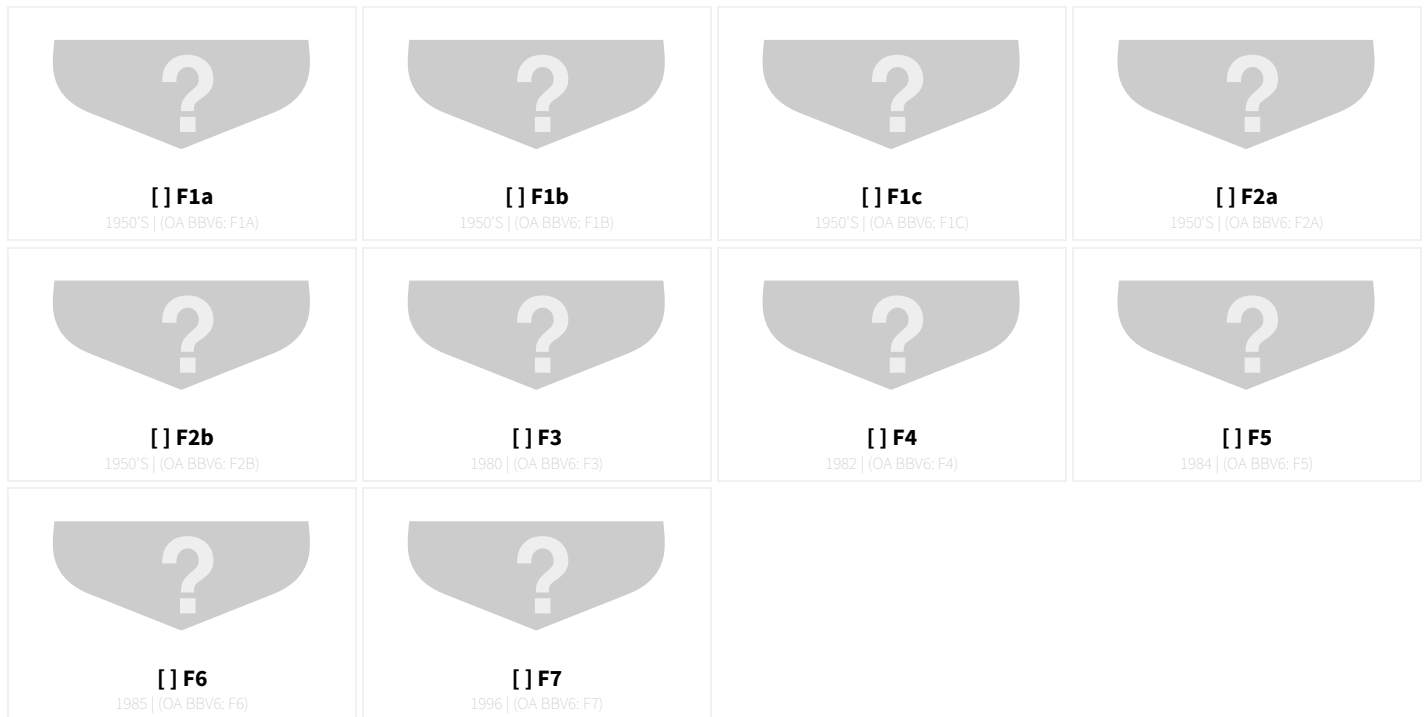 ?
?
?
?
[ ] F1a
[ ] F1b
[ ] F1c
[ ] F2a
1950'S | (OA BBV6: F1A)
1950'S | (OA BBV6: F1B)
1950'S | (OA BBV6: F1C)
1950'S | (OA BBV6: F2A)
?
?
?
?
[ ] F2b
[ ] F3
[ ] F4
[ ] F5
1950'S | (OA BBV6: F2B)
1980 | (OA BBV6: F3)
1982 | (OA BBV6: F4)
1984 | (OA BBV6: F5)
?
?
[ ] F6
[ ] F7
1985 | (OA BBV6: F6)
1996 | (OA BBV6: F7)